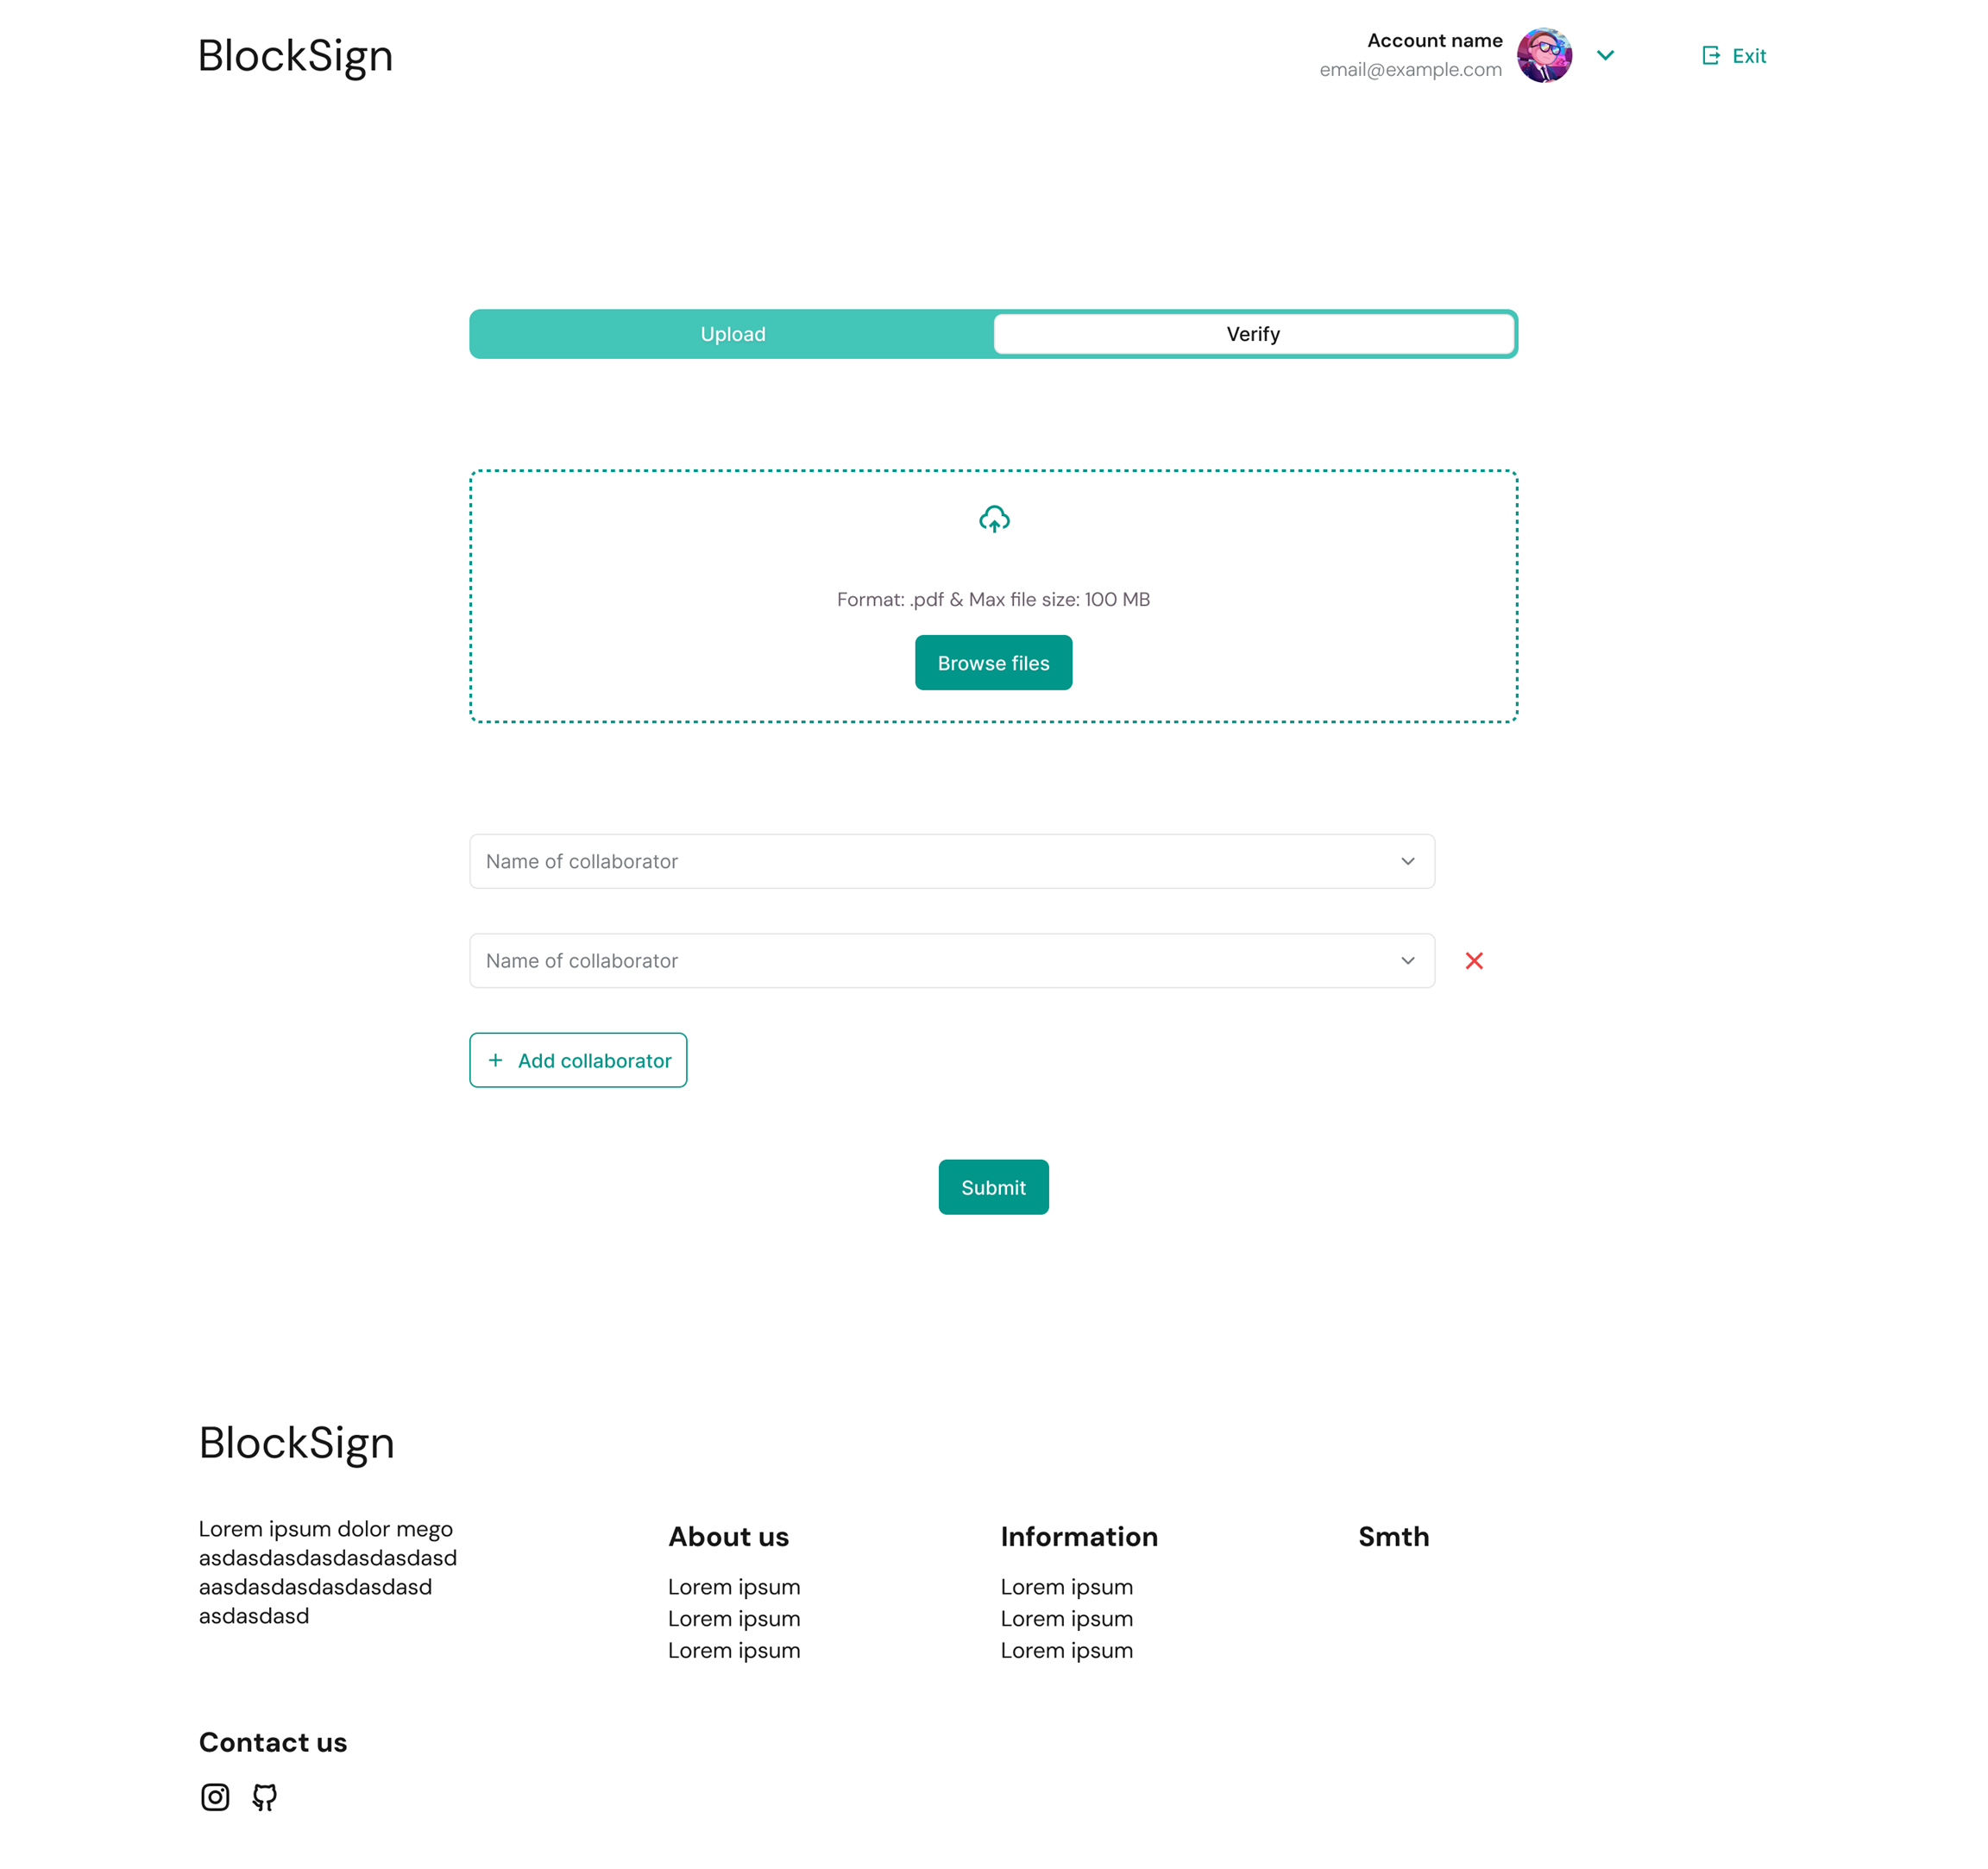 BlockSign
Account name
email@example.com
Exit
Upload
Verify
Format: .pdf & Max file size: 100 MB
Browse files
Name of collaborator
Name of collaborator
+ Add collaborator
Submit
BlockSign
Lorem ipsum dolor mego
asdasdasdasdasdasdasd
aasdasdasdasdasdasd
asdasdasd
About us
Lorem ipsum
Lorem ipsum
Lorem ipsum
Information
Lorem ipsum
Lorem ipsum
Lorem ipsum
Smth
Contact us